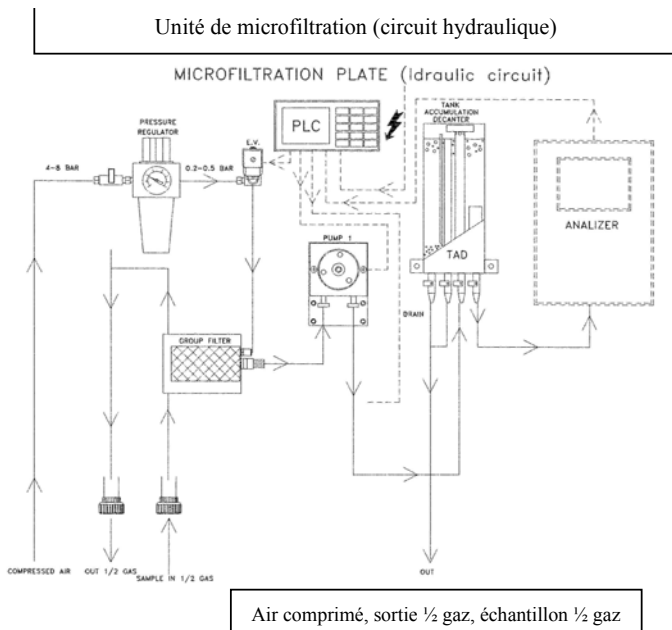 Unité de microfiltration (circuit hydraulique)
MICROFILTRATION PLATE (Idraulic circuit)
PRESSURE
REGULATOR
E.V.
PLC
TANK
ACCUMULATION
DECANTER
4-8 BAR
0.2-0.5 BAR
ANALIZER
PUMP 1
TAD
DRAIN
GROUP FILTER
COMPRESSED AIR
OUT 1/2 GAS
SAMPLE IN 1/2 GAS
OUT
Air comprimé, sortie ½ gaz, échantillon ½ gaz